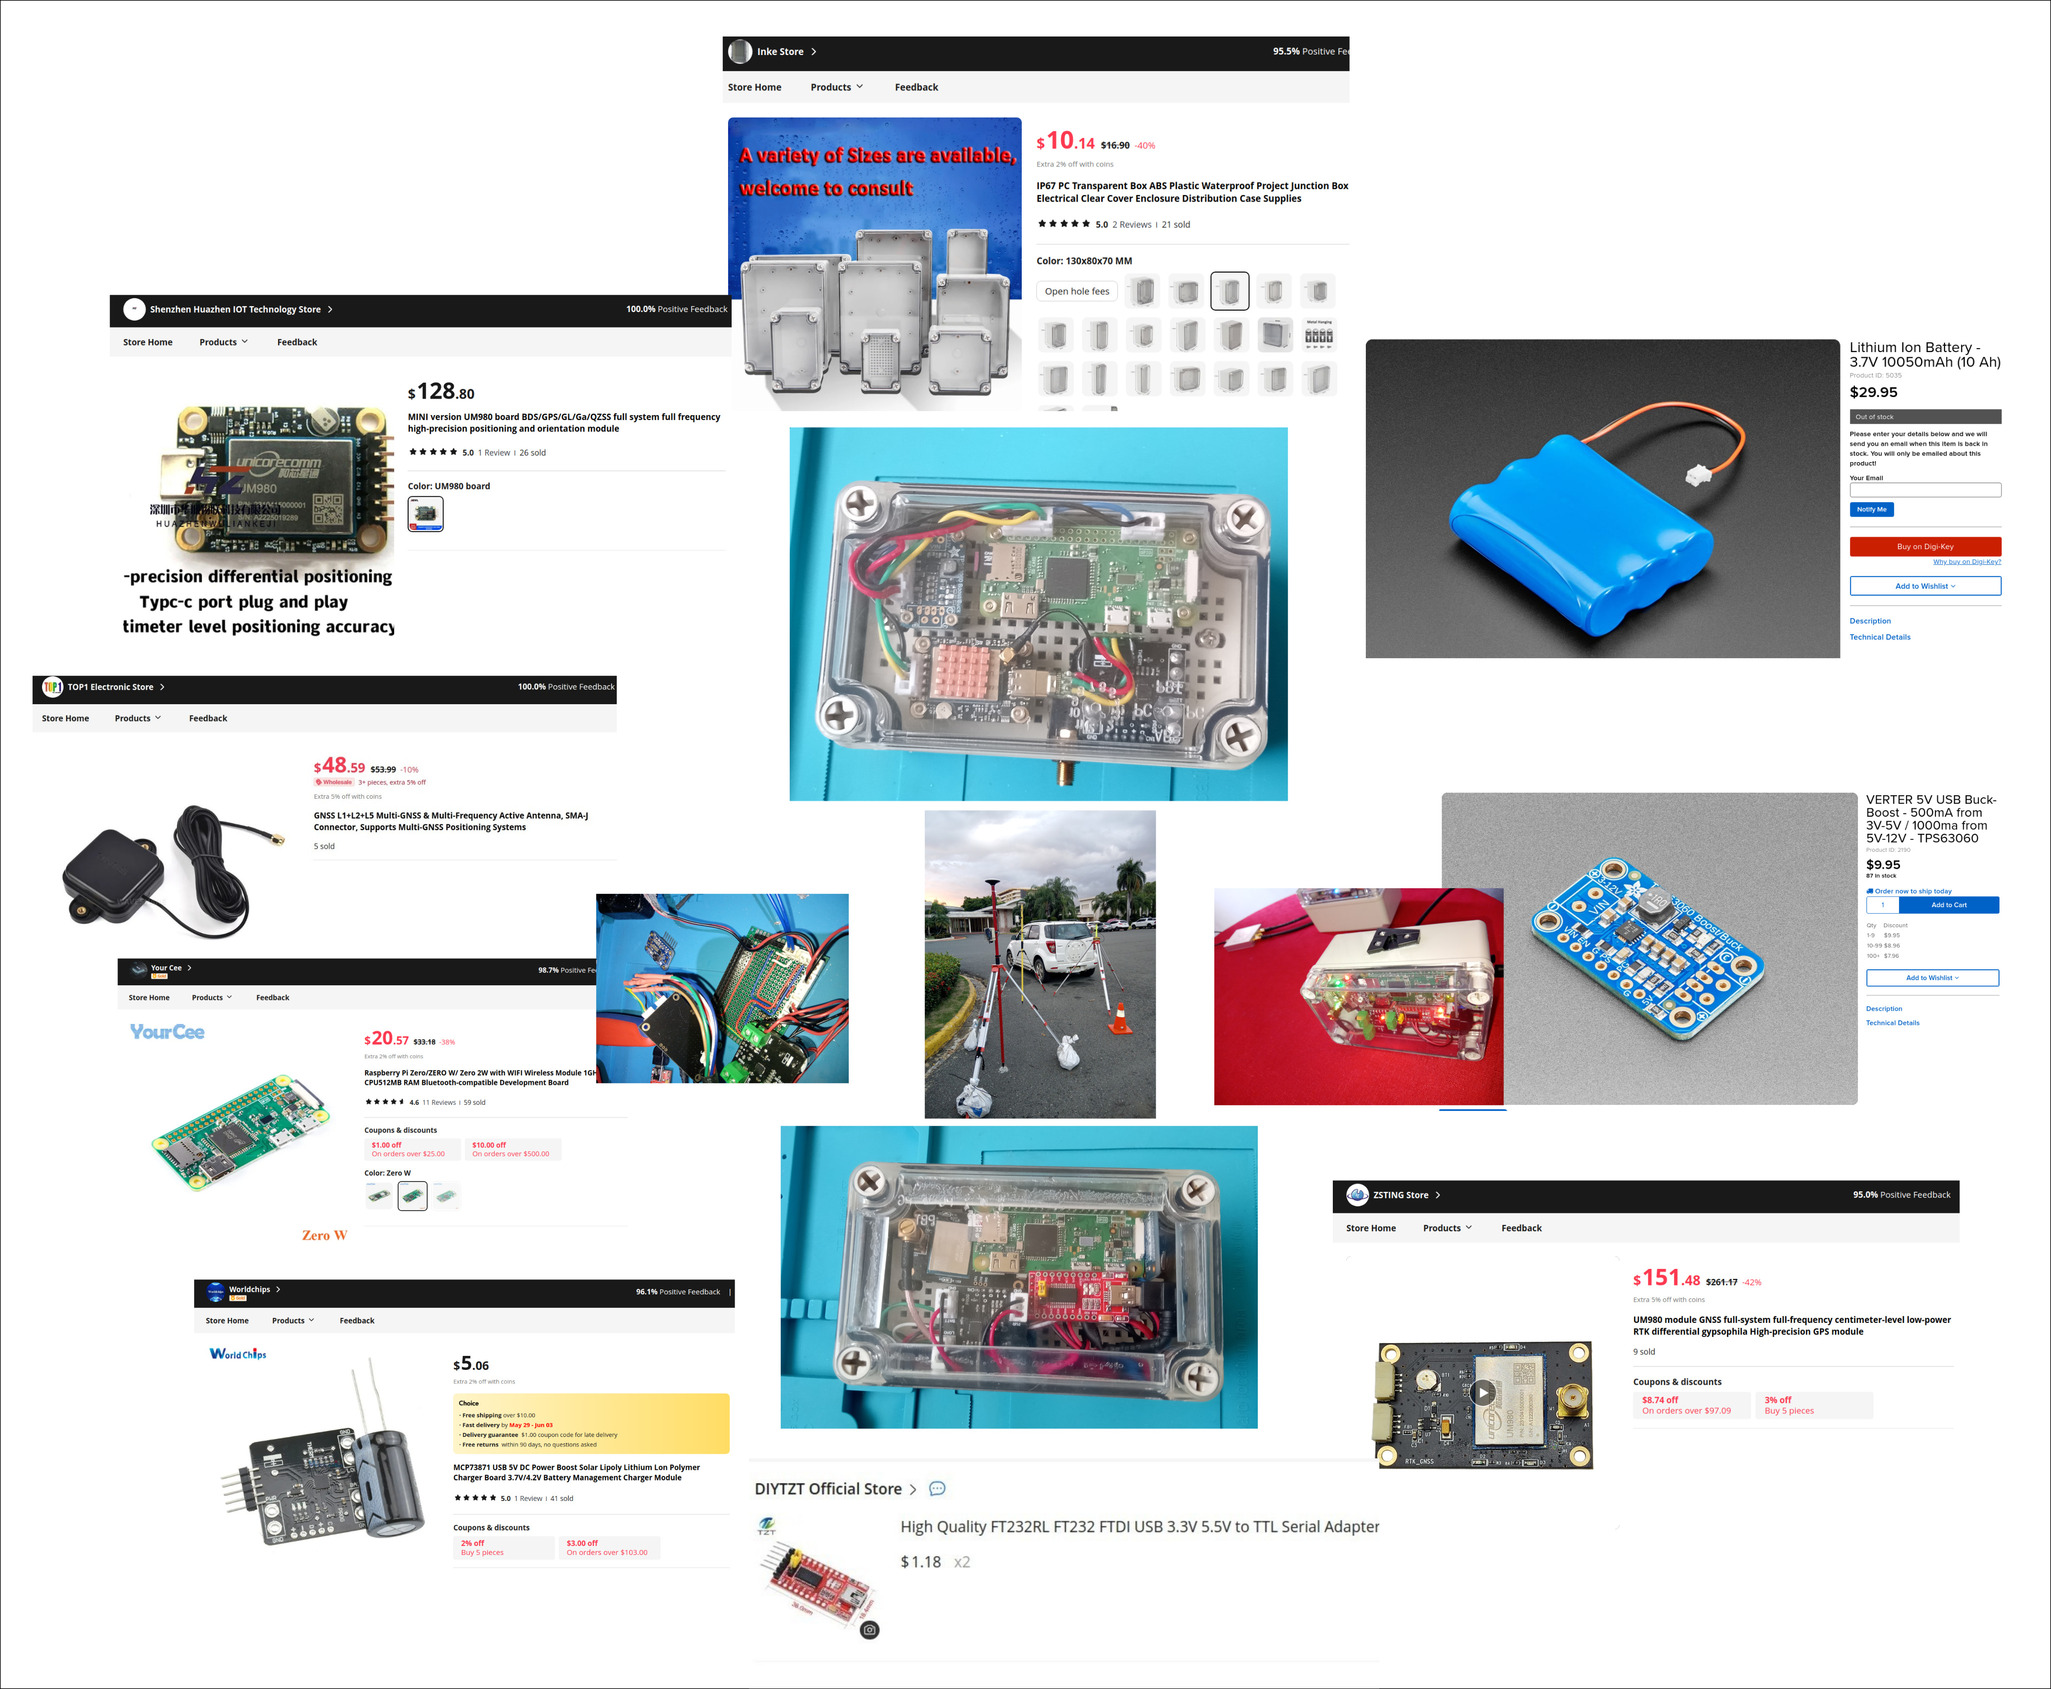 Inke Store
95.5% Positive Fee
Store Home Products Feedback
A variety of Sizes are available,
welcome to consult
$10.14 $16.90 -40%
Extra 2% off with coins
IP67 PC Transparent Box ABS Plastic Waterproof Project Junction Box
Electrical Clear Cover Enclosure Distribution Case Supplies
5.0 2 Reviews 21 sold
Color: 130x80x70 MM
Open hole fees
Shenzhen Huazhen IOT Technology Store
100.0% Positive Feedback
Store Home Products Feedback
$128.80
MINI version UM980 board BDS/GPS/GL/Ga/QZSS full system full frequency
high-precision positioning and orientation module
5.0 1 Review 26 sold
Color: UM980 board
unicorecomm
和芯星通
UM980
HZ
HUAZHENWULIANKEJI
-precision differential positioning
Typc-c port plug and play
timeter level positioning accuracy
Lithium Ion Battery -
3.7V 10050mAh (10 Ah)
Product ID: 5035
$29.95
Out of stock
Please enter your details below and we will
send you an email when this item is back in
stock. You will only be emailed about this
product!
Your Email
Notify Me
Buy on Digi-Key
Why buy on Digi-Key?
Add to Wishlist
Description
Technical Details
TOP1 Electronic Store
100.0% Positive Feedback
Store Home Products Feedback
$48.59 $53.99 -10%
Wholesale 3+ pieces, extra 5% off
Extra 5% off with coins
GNSS L1+L2+L5 Multi-GNSS & Multi-Frequency Active Antenna, SMA-J
Connector, Supports Multi-GNSS Positioning Systems
5 sold
VERTER 5V USB Buck-
Boost - 500mA from
3V-5V / 1000ma from
5V-12V - TPS63060
Product ID: 2190
$9.95
87 in stock
Order now to ship today
1 Add to Cart
Qty Discount
1-9 $9.95
10-99 $8.96
100+ $7.96
Add to Wishlist
Description
Technical Details
Your Cee
98.7% Positive Fe
Store Home Products Feedback
YourCee
$20.57 $33.18 -38%
Extra 2% off with coins
Raspberry Pi Zero/ZERO W/ Zero 2W with WIFI Wireless Module 1GH
CPU512MB RAM Bluetooth-compatible Development Board
4.6 11 Reviews 59 sold
Coupons & discounts
$1.00 off
On orders over $25.00
$10.00 off
On orders over $500.00
Color: Zero W
Zero W
Worldchips
96.1% Positive Feedback
Store Home Products Feedback
World Chips
$5.06
Extra 2% off with coins
Choice
· Free shipping over $10.00
· Fast delivery by May 29 - Jun 03
· Delivery guarantee $1.00 coupon code for late delivery
· Free returns within 90 days, no questions asked
MCP73871 USB 5V DC Power Boost Solar Lipoly Lithium Ion Polymer
Charger Board 3.7V/4.2V Battery Management Charger Module
5.0 1 Review 41 sold
Coupons & discounts
2% off
Buy 5 pieces
$3.00 off
On orders over $103.00
ZSTING Store
95.0% Positive Feedback
Store Home Products Feedback
$151.48 $261.17 -42%
Extra 5% off with coins
UM980 module GNSS full-system full-frequency centimeter-level low-power
RTK differential gypsophila High-precision GPS module
9 sold
Coupons & discounts
$8.74 off
On orders over $97.09
3% off
Buy 5 pieces
RTK_GNSS
DIYTZT Official Store
TZT
High Quality FT232RL FT232 FTDI USB 3.3V 5.5V to TTL Serial Adapter
$1.18 x2